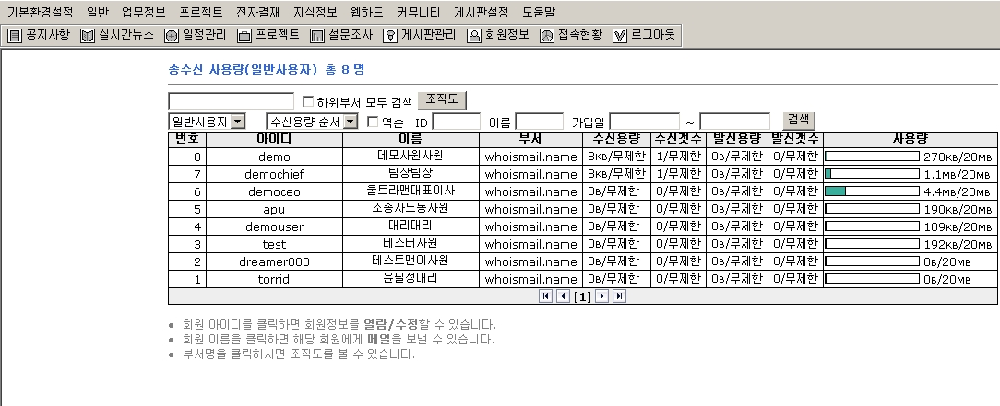 기본환경설정 일반 업무정보 프로젝트 전자결재 지식정보 웹하드 커뮤니티 게시판설정 도움말
공지사항 실시간뉴스 일정관리 프로젝트 설문조사 게시판관리 회원정보 접속현황 로그아웃
송수신 사용량(일반사용자) 총 8 명
하위부서 모두 검색 조직도
일반사용자 수신용량 순서 역순 ID 이름 가입일 ~ 검색
번호 아이디 이름 부서 수신용량 수신갯수 발신용량 발신갯수 사용량
8 demo 데모사원사원 whoismail.name 8KB/무제한 1/무제한 0B/무제한 0/무제한 278KB/20MB
7 demochief 팀장팀장 whoismail.name 8KB/무제한 1/무제한 0B/무제한 0/무제한 1.1MB/20MB
6 democeo 울트라맨대표이사 whoismail.name 0B/무제한 0/무제한 0B/무제한 0/무제한 4.4MB/20MB
5 apu 조종사노동사원 whoismail.name 0B/무제한 0/무제한 0B/무제한 0/무제한 190KB/20MB
4 demouser 대리대리 whoismail.name 0B/무제한 0/무제한 0B/무제한 0/무제한 109KB/20MB
3 test 테스터사원 whoismail.name 0B/무제한 0/무제한 0B/무제한 0/무제한 192KB/20MB
2 dreamer000 테스트맨이사원 whoismail.name 0B/무제한 0/무제한 0B/무제한 0/무제한 0B/20MB
1 torrid 윤필성대리 whoismail.name 0B/무제한 0/무제한 0B/무제한 0/무제한 0B/20MB
[1]
● 회원 아이디를 클릭하면 회원정보를 열람/수정할 수 있습니다.
● 회원 이름을 클릭하면 해당 회원에게 메일을 보낼 수 있습니다.
● 부서명을 클릭하시면 조직도를 볼 수 있습니다.